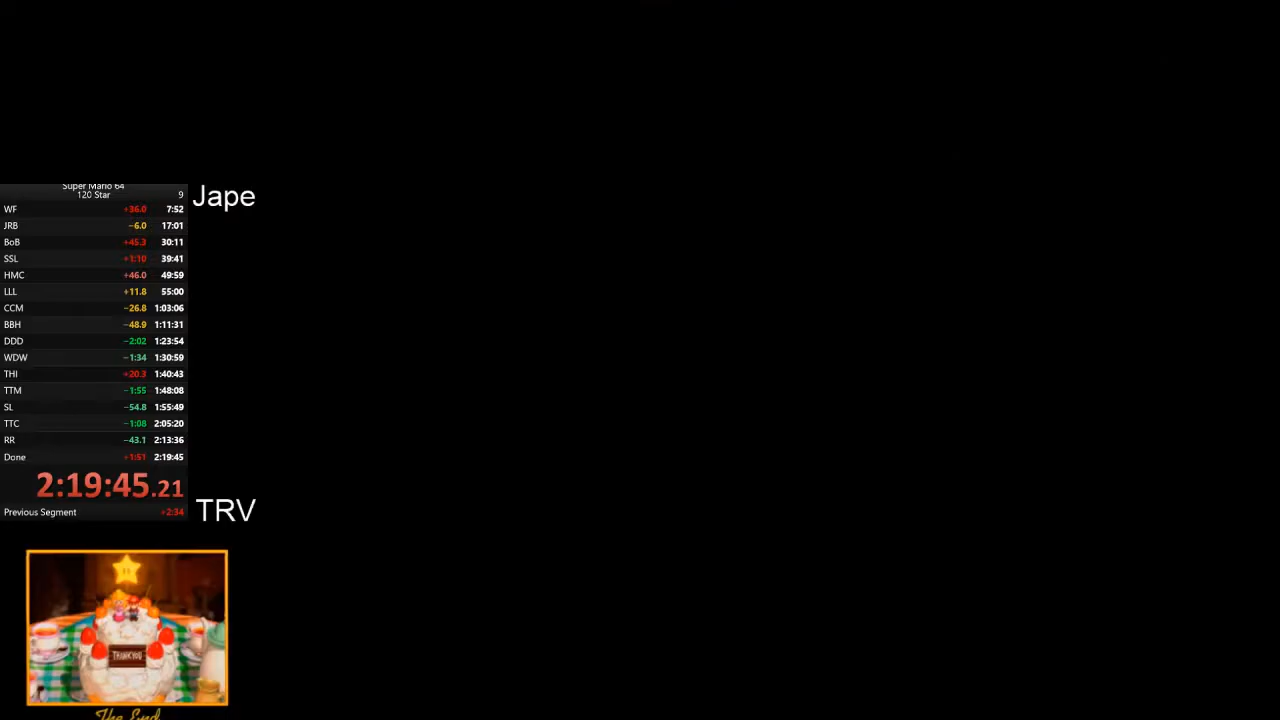 Super Mario 64
120 Star 9
Jape
WF +36.0 7:52
JRB −6.0 17:01
BoB +45.3 30:11
SSL +1:10 39:41
HMC +46.0 49:59
LLL +11.8 55:00
CCM −26.8 1:03:06
BBH −48.9 1:11:31
DDD −2:02 1:23:54
WDW −1:34 1:30:59
THI +20.3 1:40:43
TTM −1:55 1:48:08
SL −54.8 1:55:49
TTC −1:08 2:05:20
RR −43.1 2:13:36
Done +1:51 2:19:45
2:19:45.21
Previous Segment +2:34
TRV
THANK YOU
The End